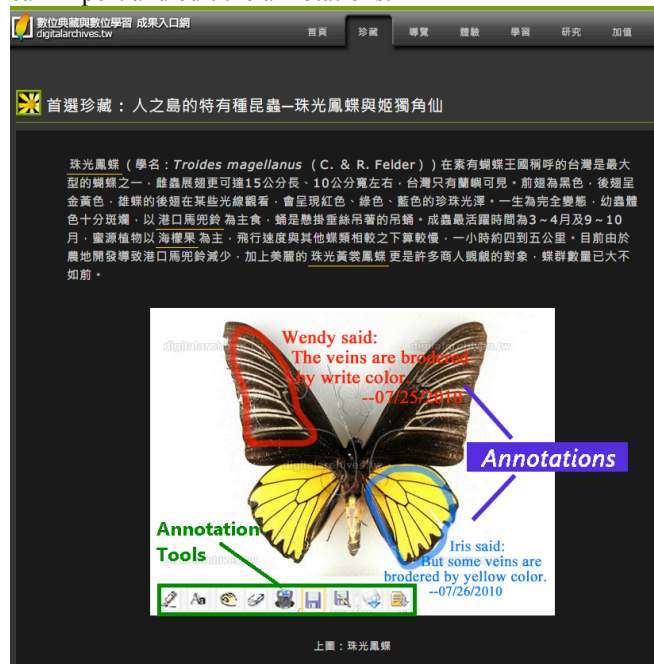 數位典藏與數位學習 成果入口網
digitalarchives.tw
首頁 珍藏 導覽 體驗 學習 研究 加值
首選珍藏：人之島的特有種昆蟲—珠光鳳蝶與姬獨角仙
珠光鳳蝶（學名：Troides magellanus （C. & R. Felder））在素有蝴蝶王國稱呼的台灣是最大
型的蝴蝶之一，雌蟲展翅更可達15公分長、10公分寬左右，台灣只有蘭嶼可見。前翅為黑色，後翅呈
金黃色，雄蝶的後翅在某些光線觀看，會呈現紅色、綠色、藍色的珍珠光澤。一生為完全變態，幼蟲體
色十分斑斕，以 港口馬兜鈴 為主食，蛹是懸掛垂絲吊著的吊蛹。成蟲最活躍時間為3～4月及9～10
月，蜜源植物以 海檬果 為主，飛行速度與其他蝶類相較之下算較慢，一小時約四到五公里。目前由於
農地開發導致港口馬兜鈴減少，加上美麗的 珠光黃裳鳳蝶 更是許多商人覬覦的對象，蝶群數量已大不
如前。
Wendy said:
The veins are brodered
by write color.
--07/25/2010
Annotations
Annotation
Tools
Iris said:
But some veins are
brodered by yellow color.
--07/26/2010
Aa
上圖：珠光鳳蝶